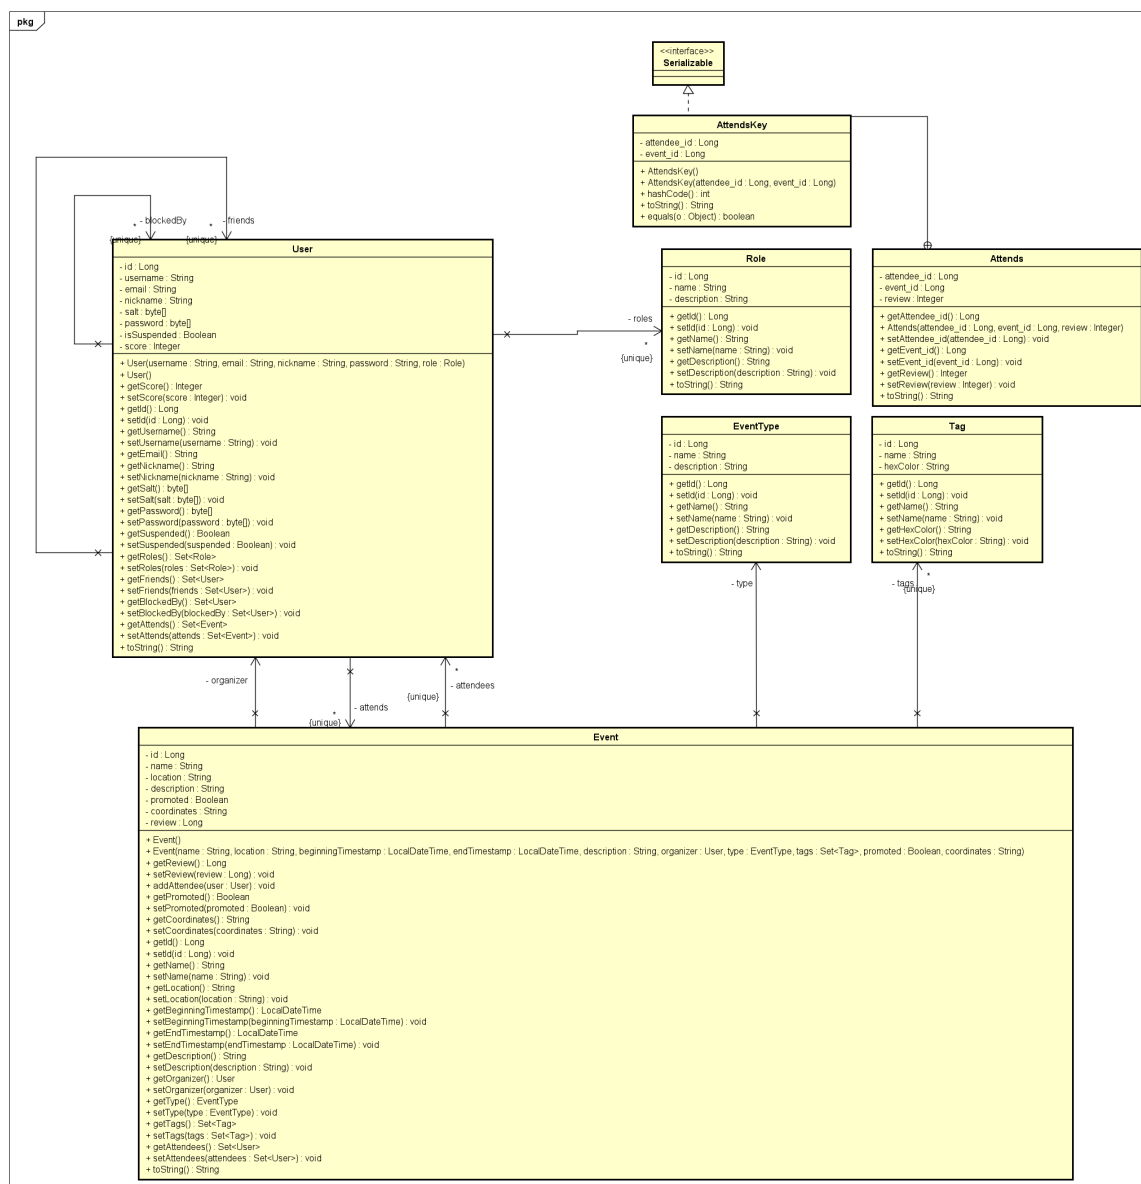 pkg
<<interface>>
Serializable
AttendsKey
- attendee_id : Long
- event_id : Long
+ AttendsKey()
+ AttendsKey(attendee_id : Long, event_id : Long)
+ hashCode() : int
+ toString() : String
+ equals(o : Object) : boolean
- blockedBy
*
{unique}
- friends
*
{unique}
User
- id : Long
- username : String
- email : String
- nickname : String
- salt : byte[]
- password : byte[]
- isSuspended : Boolean
- score : Integer
+ User(username : String, email : String, nickname : String, password : String, role : Role)
+ User()
+ getScore() : Integer
+ setScore(score : Integer) : void
+ getId() : Long
+ setId(id : Long) : void
+ getUsername() : String
+ setUsername(username : String) : void
+ getEmail() : String
+ getNickname() : String
+ setNickname(nickname : String) : void
+ getSalt() : byte[]
+ setSalt(salt : byte[]) : void
+ getPassword() : byte[]
+ setPassword(password : byte[]) : void
+ getSuspended() : Boolean
+ setSuspended(suspended : Boolean) : void
+ getRoles() : Set<Role>
+ setRoles(roles : Set<Role>) : void
+ getFriends() : Set<User>
+ setFriends(friends : Set<User>) : void
+ getBlockedBy() : Set<User>
+ setBlockedBy(blockedBy : Set<User>) : void
+ getAttends() : Set<Event>
+ setAttends(attends : Set<Event>) : void
+ toString() : String
- roles
*
{unique}
Role
- id : Long
- name : String
- description : String
+ getId() : Long
+ setId(id : Long) : void
+ getName() : String
+ setName(name : String) : void
+ getDescription() : String
+ setDescription(description : String) : void
+ toString() : String
Attends
- attendee_id : Long
- event_id : Long
- review : Integer
+ getAttendee_id() : Long
+ Attends(attendee_id : Long, event_id : Long, review : Integer)
+ setAttendee_id(attendee_id : Long) : void
+ getEvent_id() : Long
+ setEvent_id(event_id : Long) : void
+ getReview() : Integer
+ setReview(review : Integer) : void
+ toString() : String
EventType
- id : Long
- name : String
- description : String
+ getId() : Long
+ setId(id : Long) : void
+ getName() : String
+ setName(name : String) : void
+ getDescription() : String
+ setDescription(description : String) : void
+ toString() : String
Tag
- id : Long
- name : String
- hexColor : String
+ getId() : Long
+ setId(id : Long) : void
+ getName() : String
+ setName(name : String) : void
+ getHexColor() : String
+ setHexColor(hexColor : String) : void
+ toString() : String
- type
- tags
*
{unique}
- organizer
*
{unique}
- attends
*
- attendees
{unique}
Event
- id : Long
- name : String
- location : String
- description : String
- promoted : Boolean
- coordinates : String
- review : Long
+ Event()
+ Event(name : String, location : String, beginningTimestamp : LocalDateTime, endTimestamp : LocalDateTime, description : String, organizer : User, type : EventType, tags : Set<Tag>, promoted : Boolean, coordinates : String)
+ getReview() : Long
+ setReview(review : Long) : void
+ addAttendee(user : User) : void
+ getPromoted() : Boolean
+ setPromoted(promoted : Boolean) : void
+ getCoordinates() : String
+ setCoordinates(coordinates : String) : void
+ getId() : Long
+ setId(id : Long) : void
+ getName() : String
+ setName(name : String) : void
+ getLocation() : String
+ setLocation(location : String) : void
+ getBeginningTimestamp() : LocalDateTime
+ setBeginningTimestamp(beginningTimestamp : LocalDateTime) : void
+ getEndTimestamp() : LocalDateTime
+ setEndTimestamp(endTimestamp : LocalDateTime) : void
+ getDescription() : String
+ setDescription(description : String) : void
+ getOrganizer() : User
+ setOrganizer(organizer : User) : void
+ getType() : EventType
+ setType(type : EventType) : void
+ getTags() : Set<Tag>
+ setTags(tags : Set<Tag>) : void
+ getAttendees() : Set<User>
+ setAttendees(attendees : Set<User>) : void
+ toString() : String